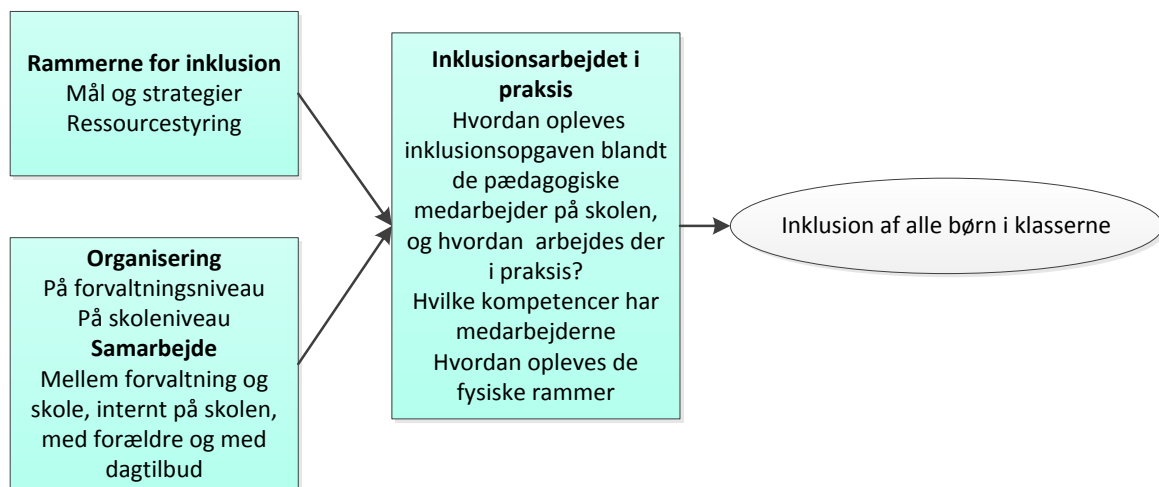 Rammerne for inklusion
Mål og strategier
Ressourcestyring
Organisering
På forvaltningsniveau
På skoleniveau
Samarbejde
Mellem forvaltning og
skole, internt på skolen,
med forældre og med
dagtilbud
Inklusionsarbejdet i
praksis
Hvordan opleves
inklusionsopgaven blandt
de pædagogiske
medarbejder på skolen,
og hvordan arbejdes der
i praksis?
Hvilke kompetencer har
medarbejderne
Hvordan opleves de
fysiske rammer
Inklusion af alle børn i klasserne